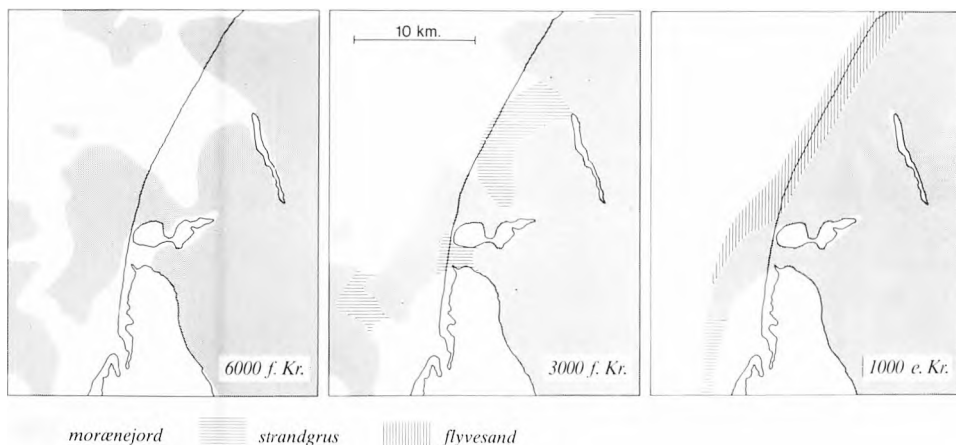 10 km.
6000 f. Kr.
3000 f. Kr.
1000 e. Kr.
morænejord
strandgrus
flyvesand